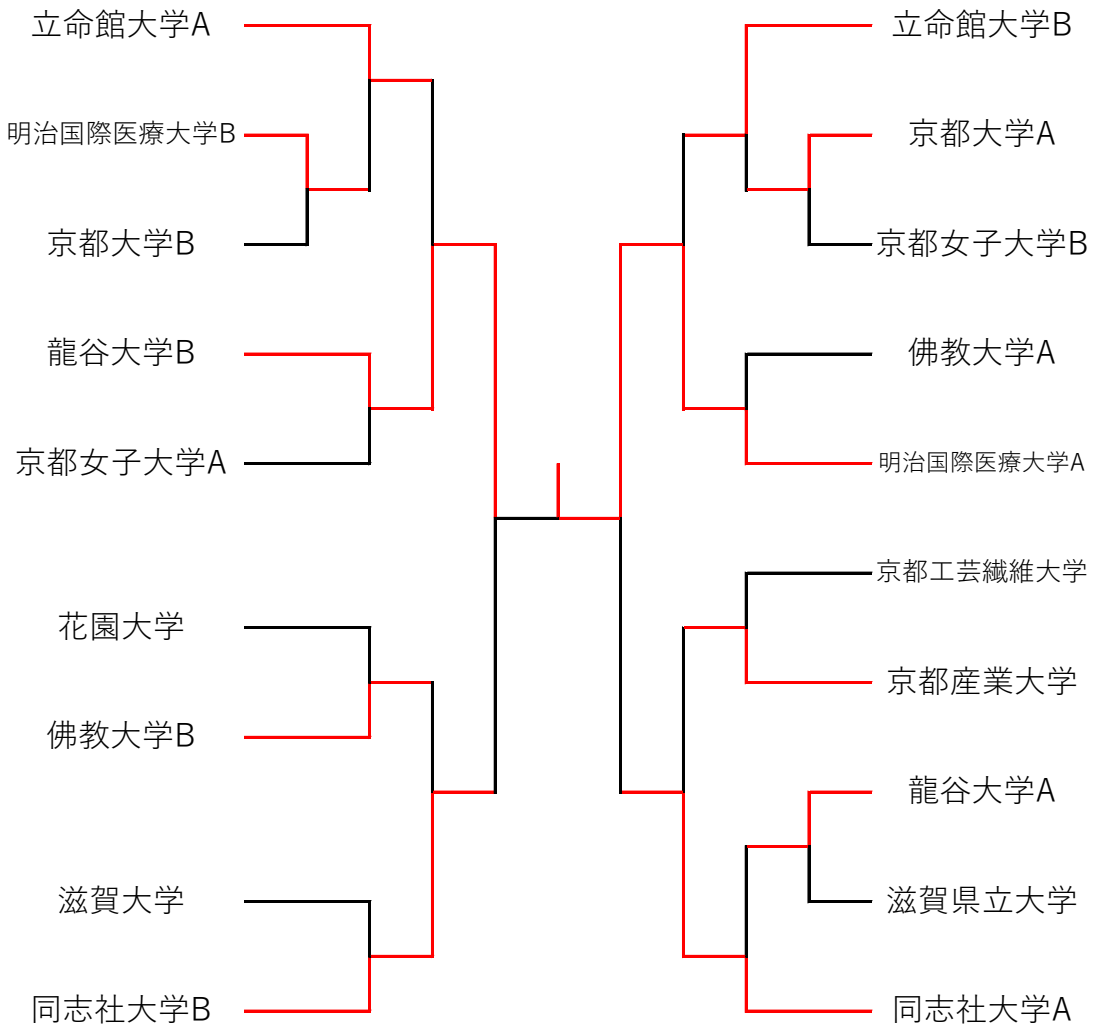 立命館大学A
明治国際医療大学B
京都大学B
龍谷大学B
京都女子大学A
花園大学
佛教大学B
滋賀大学
同志社大学B
立命館大学B
京都大学A
京都女子大学B
佛教大学A
明治国際医療大学A
京都工芸繊維大学
京都産業大学
龍谷大学A
滋賀県立大学
同志社大学A